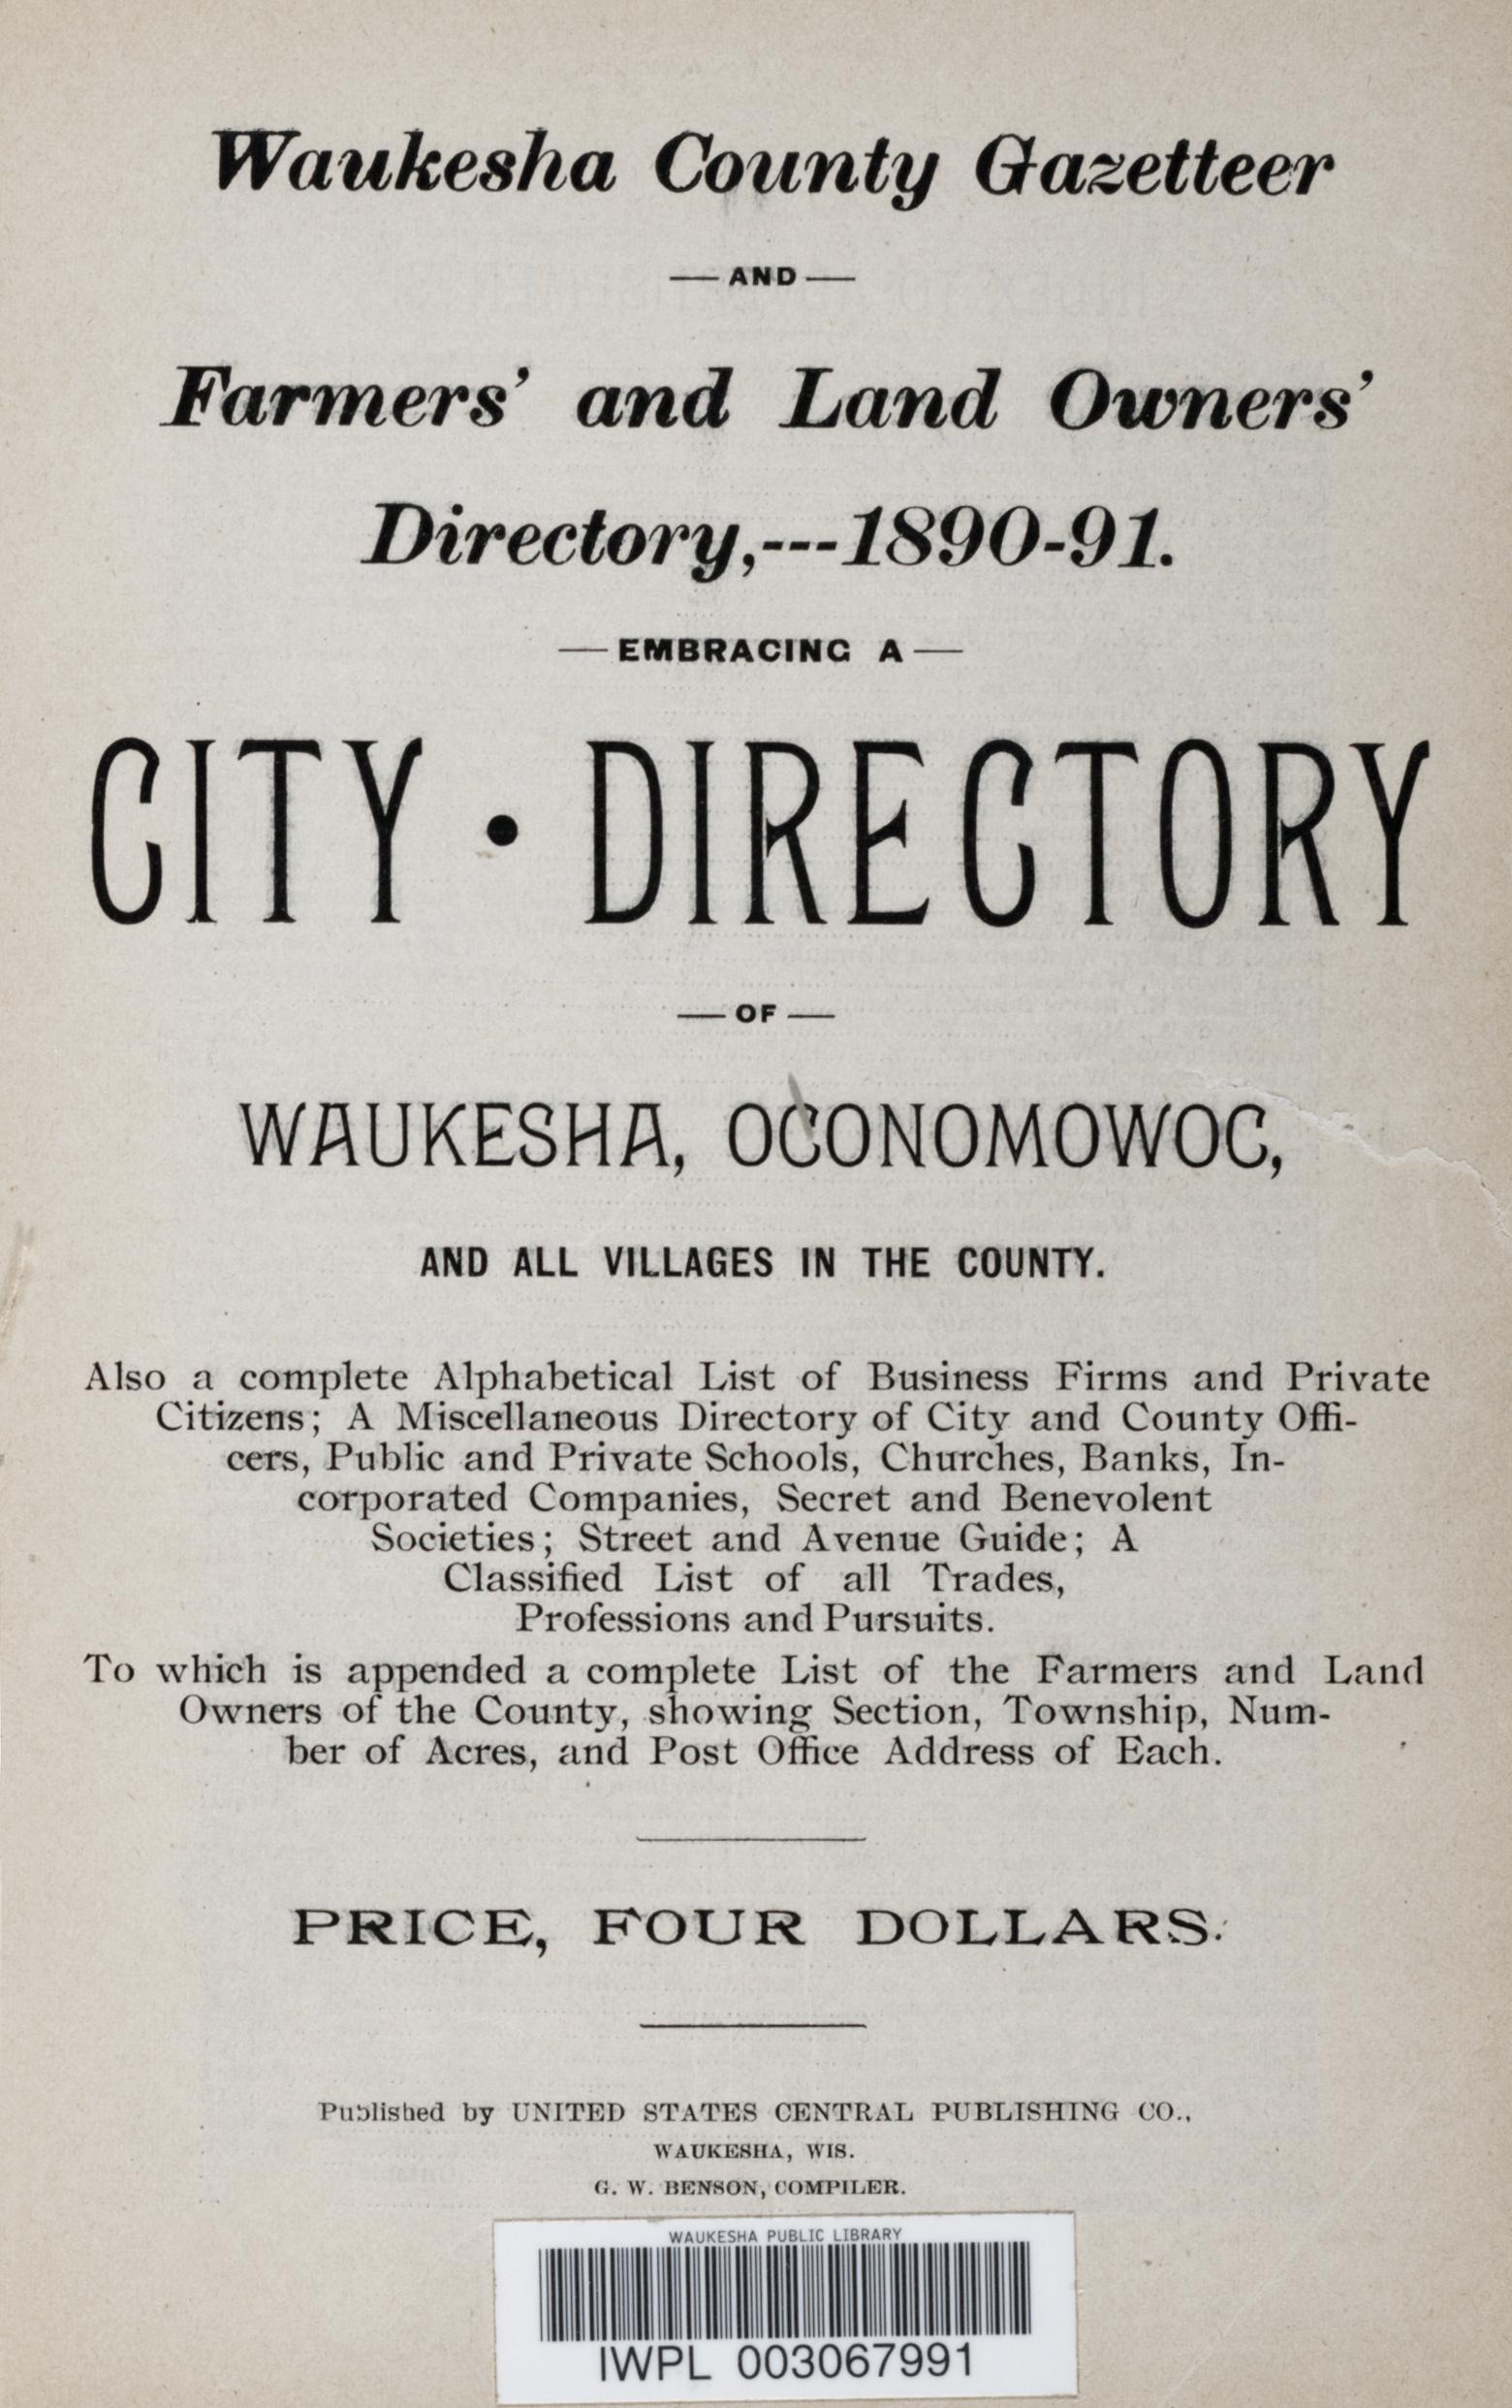 Waukesha County Gazetteer
— AND —
Farmers' and Land Owners'
Directory,---1890-91.
— EMBRACING A —
CITY • DIRECTORY
— OF —
WAUKESHA, OCONOMOWOC,
AND ALL VILLAGES IN THE COUNTY.
Also a complete Alphabetical List of Business Firms and Private
Citizens; A Miscellaneous Directory of City and County Offi-
cers, Public and Private Schools, Churches, Banks, In-
corporated Companies, Secret and Benevolent
Societies; Street and Avenue Guide; A
Classified List of all Trades,
Professions and Pursuits.
To which is appended a complete List of the Farmers and Land
Owners of the County, showing Section, Township, Num-
ber of Acres, and Post Office Address of Each.
PRICE, FOUR DOLLARS.
Published by UNITED STATES CENTRAL PUBLISHING CO.,
WAUKESHA, WIS.
G. W. BENSON, COMPILER.
WAUKESHA PUBLIC LIBRARY
IWPL 003067991